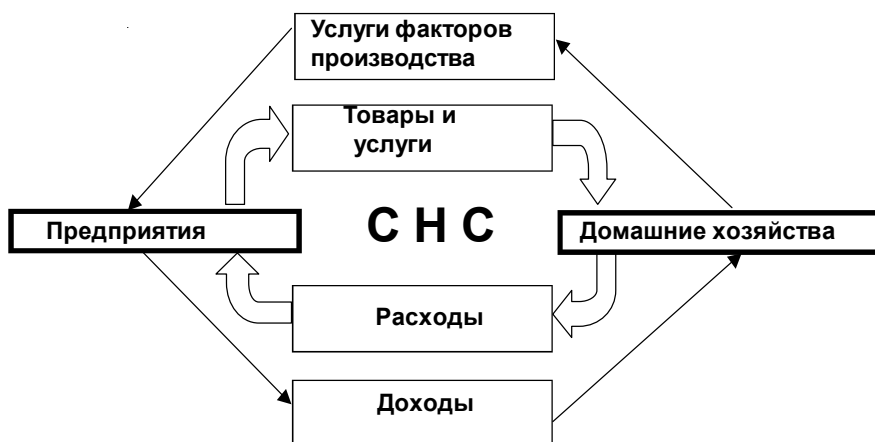 Услуги факторов
производства
Товары и
услуги
Предприятия
С Н С
Домашние хозяйства
Расходы
Доходы